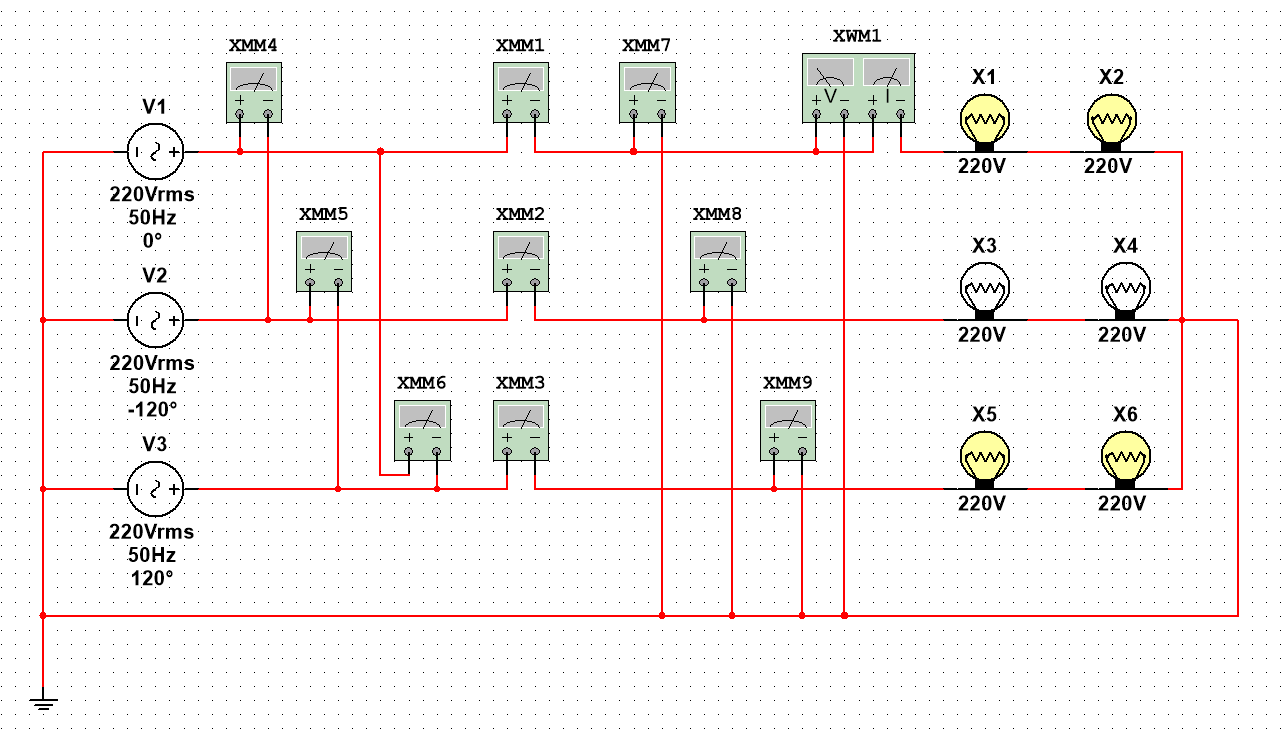 XMM4
XMM1
XMM7
XWM1
V I
X1
X2
V1
220V
220V
220Vrms
50Hz
0°
XMM5
XMM2
XMM8
X3
X4
V2
220V
220V
220Vrms
50Hz
-120°
XMM6
XMM3
XMM9
X5
X6
V3
220V
220V
220Vrms
50Hz
120°